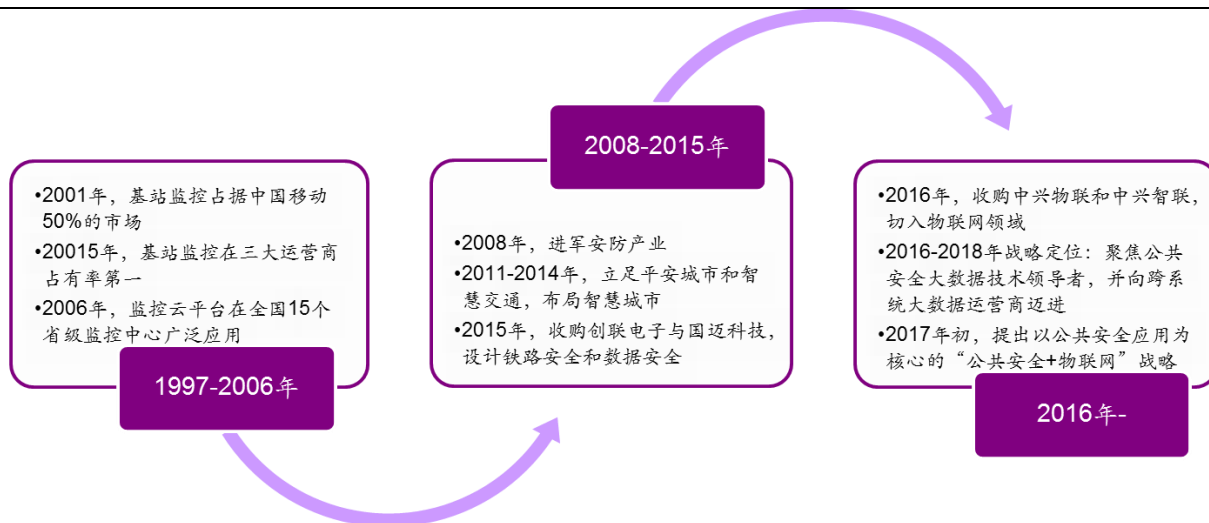 •2001年，基站监控占据中国移动
50%的市场
•20015年，基站监控在三大运营商
占有率第一
•2006年，监控云平台在全国15个
省级监控中心广泛应用
1997-2006年
2008-2015年
•2008年，进军安防产业
•2011-2014年，立足平安城市和智
慧交通，布局智慧城市
•2015年，收购创联电子与国迈科技，
设计铁路安全和数据安全
•2016年，收购中兴物联和中兴智联，
切入物联网领域
•2016-2018年战略定位：聚焦公共
安全大数据技术领导者，并向跨系
统大数据运营商迈进
•2017年初，提出以公共安全应用为
核心的“公共安全+物联网”战略
2016年-